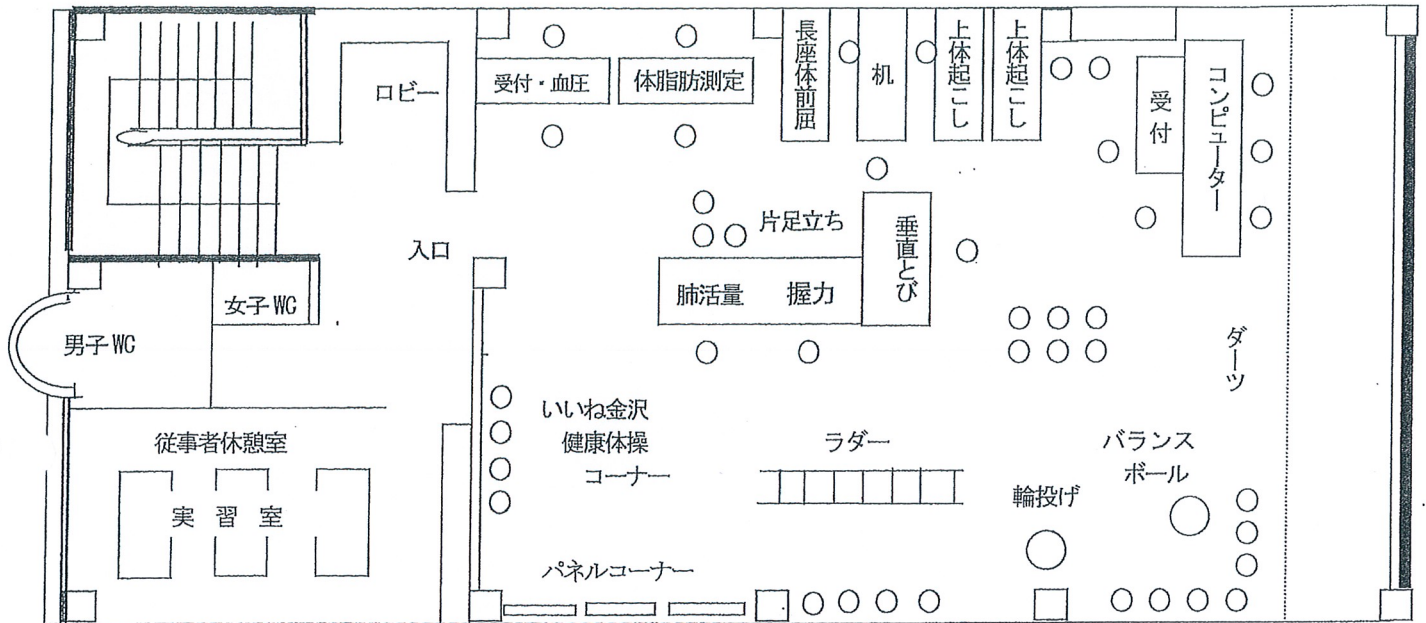 ロビー
受付・血圧
体脂肪測定
長座体前屈
机
上体起こし
上体起こし
受付
コンピューター
入口
片足立ち
垂直とび
肺活量
握力
女子WC
男子WC
ダーツ
従事者休憩室
実習室
いいね金沢
健康体操
コーナー
ラダー
バランス
ボール
輪投げ
パネルコーナー